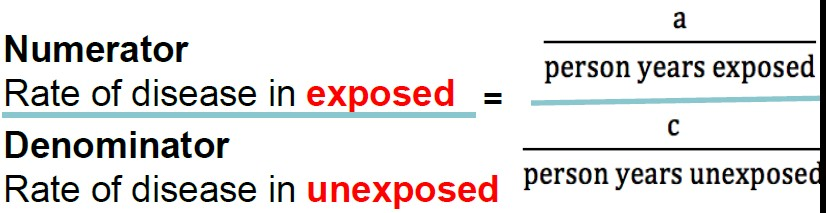 Numerator
Rate of disease in exposed
Denominator
Rate of disease in unexposed
=
a
person years exposed
c
person years unexposed